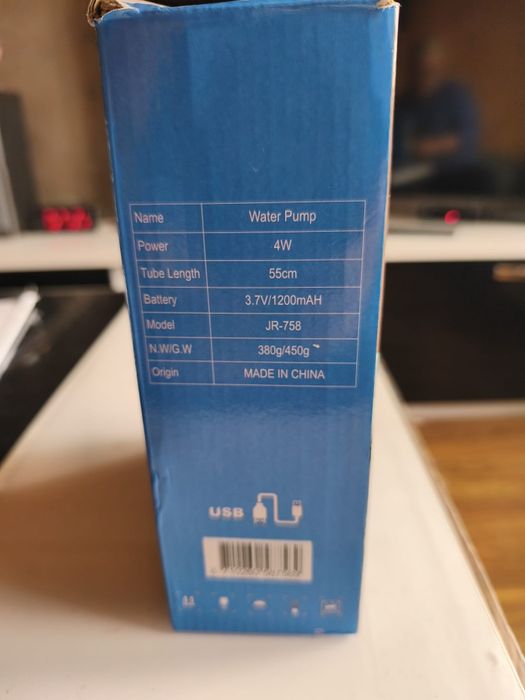 Name Water Pump
Power 4W
Tube Length 55cm
Battery 3.7V/1200mAH
Model JR-758
N.W/G.W 380g/450g
Origin MADE IN CHINA
USB